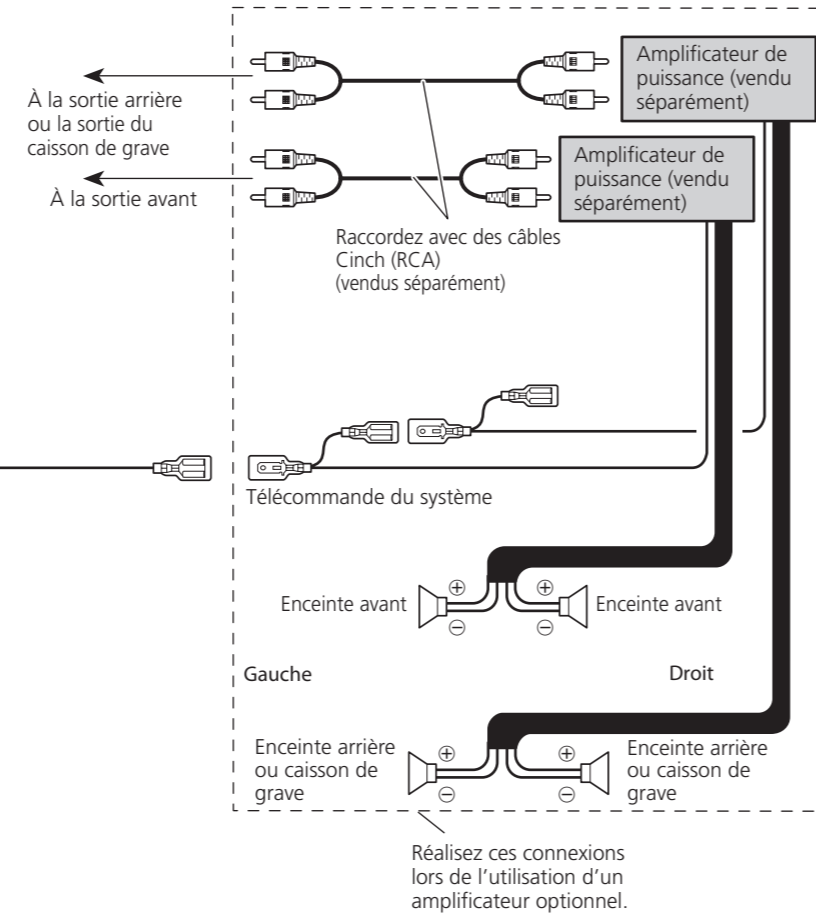 Amplificateur de
puissance (vendu
séparément)
À la sortie arrière
ou la sortie du
caisson de grave
Amplificateur de
puissance (vendu
séparément)
À la sortie avant
Raccordez avec des câbles
Cinch (RCA)
(vendus séparément)
Télécommande du système
Enceinte avant
⊕
⊖
⊕
⊖
Enceinte avant
Gauche
Droit
Enceinte arrière
ou caisson de
grave
⊕
⊖
⊕
⊖
Enceinte arrière
ou caisson de
grave
Réalisez ces connexions
lors de l’utilisation d’un
amplificateur optionnel.